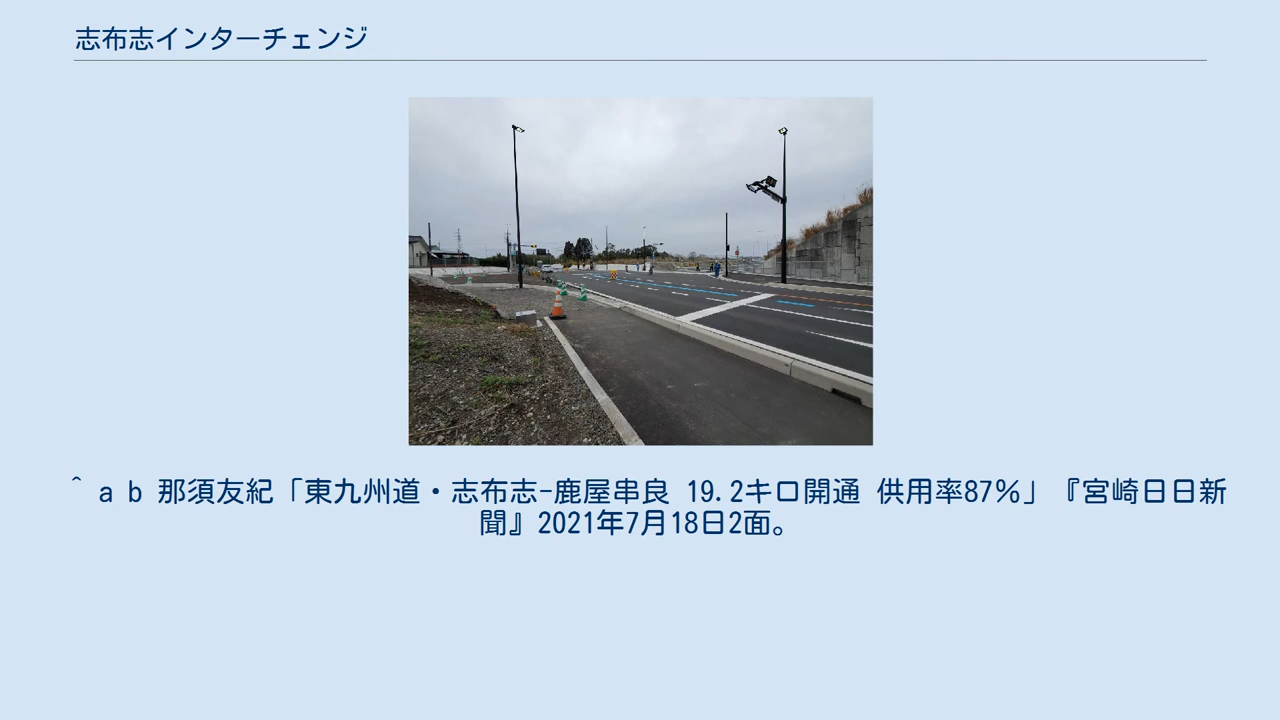 志布志インターチェンジ
^ a b 那須友紀「東九州道・志布志-鹿屋串良 19.2キロ開通 供用率87％」『宮崎日日新
聞』2021年7月18日2面。